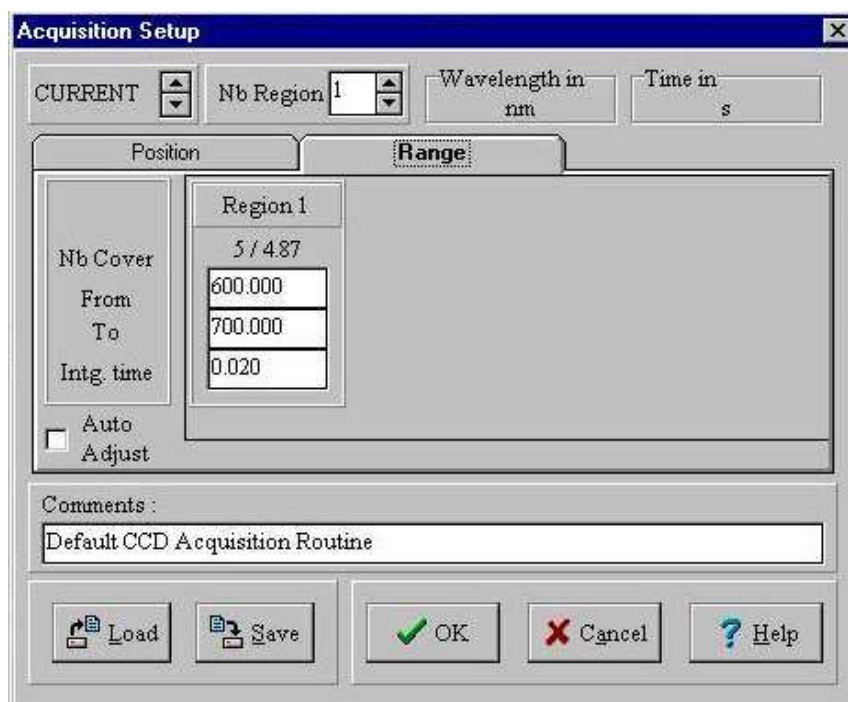 Acquisition Setup
CURRENT
Nb Region 1
Wavelength in
nm
Time in
s
Position
Range
Region 1
Nb Cover 5 / 4.87
From 600.000
To 700.000
Intg. time 0.020
Auto
Adjust
Comments :
Default CCD Acquisition Routine
Load
Save
OK
Cancel
? Help